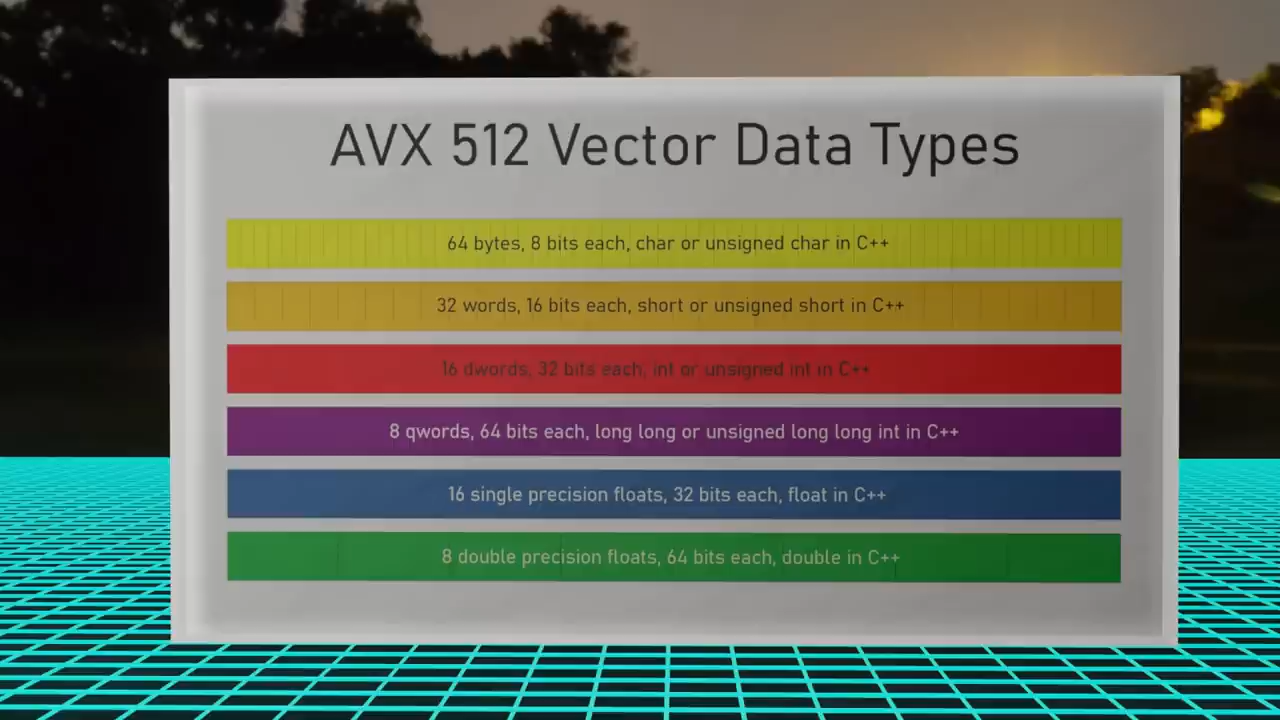 AVX 512 Vector Data Types
64 bytes, 8 bits each, char or unsigned char in C++
32 words, 16 bits each, short or unsigned short in C++
16 dwords, 32 bits each, int or unsigned int in C++
8 qwords, 64 bits each, long long or unsigned long long int in C++
16 single precision floats, 32 bits each, float in C++
8 double precision floats, 64 bits each, double in C++